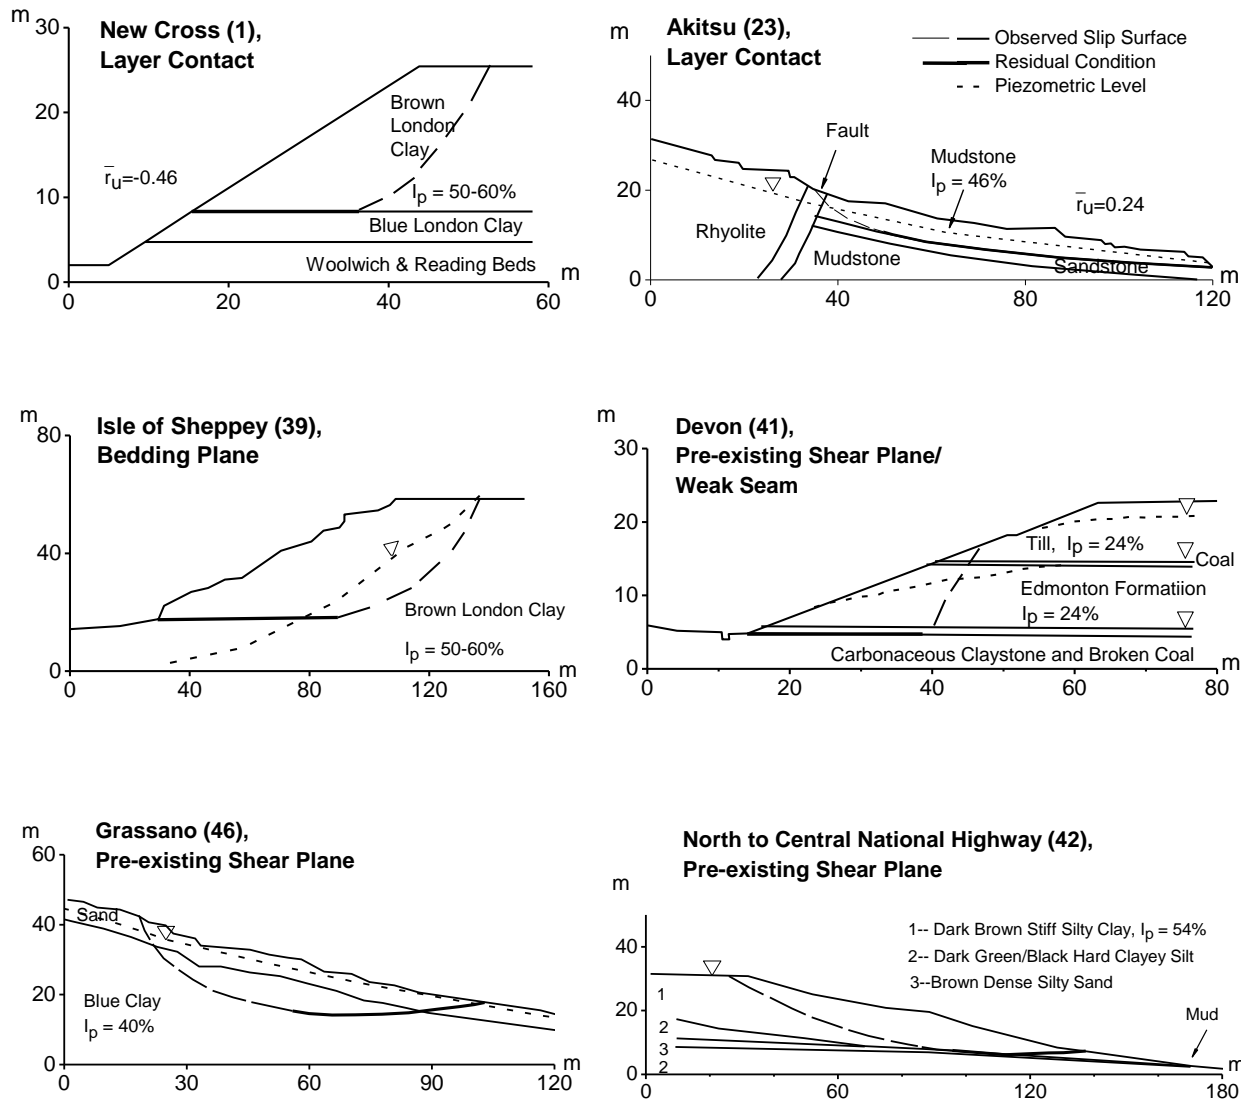 New Cross (1),
Layer Contact
m
30
20
10
0
0
20
40
60
m
Brown
London
Clay
r̅u=-0.46
Ip = 50-60%
Blue London Clay
Woolwich & Reading Beds
Akitsu (23),
Layer Contact
Observed Slip Surface
Residual Condition
Piezometric Level
m
40
20
0
0
40
80
120
m
Fault
Mudstone
Ip = 46%
r̅u=0.24
Rhyolite
Mudstone
Sandstone
Isle of Sheppey (39),
Bedding Plane
m
80
40
0
0
40
80
120
160
m
Brown London Clay
Ip = 50-60%
Devon (41),
Pre-existing Shear Plane/
Weak Seam
m
30
20
10
0
0
20
40
60
80
m
Till, Ip = 24%
Coal
Edmonton Formatiion
Ip = 24%
Carbonaceous Claystone and Broken Coal
Grassano (46),
Pre-existing Shear Plane
m
60
40
20
0
0
30
60
90
120
m
Sand
Blue Clay
Ip = 40%
North to Central National Highway (42),
Pre-existing Shear Plane
m
40
20
0
0
60
120
180
m
1-- Dark Brown Stiff Silty Clay, Ip = 54%
2-- Dark Green/Black Hard Clayey Silt
3--Brown Dense Silty Sand
1
2
3
2
Mud